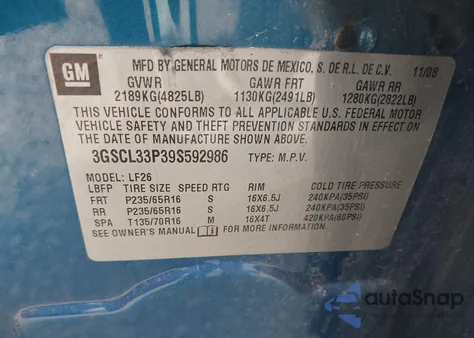 GM
MFD BY GENERAL MOTORS DE MEXICO, S. DE R.L. DE C.V. 11/08
GVWR GAWR FRT GAWR RR
2189KG(4825LB) 1130KG(2491LB) 1280KG(2822LB)
THIS VEHICLE CONFORMS TO ALL APPLICABLE U.S. FEDERAL MOTOR
VEHICLE SAFETY AND THEFT PREVENTION STANDARDS IN EFFECT ON
THE DATE OF MANUFACTURE SHOWN ABOVE.
3GSCL33P39S592986 TYPE: M.P.V.
MODEL: LF26
LBFP TIRE SIZE SPEED RTG RIM COLD TIRE PRESSURE
FRT P235/65R16 S 16X6.5J 240KPA(35PSI)
RR P235/65R16 S 16X6.5J 240KPA(35PSI)
SPA T135/70R16 M 16X4T 420KPA(60PSI)
SEE OWNER'S MANUAL FOR MORE INFORMATION.
autoSnap